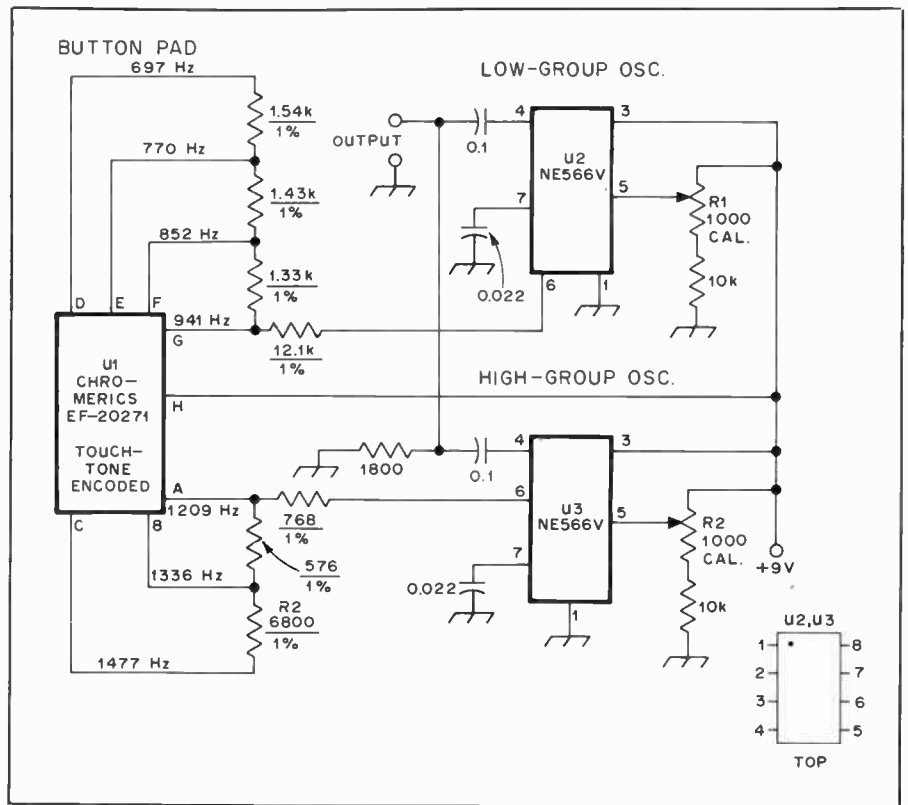 BUTTON PAD
697 Hz
LOW-GROUP OSC.
1.54k
1%
OUTPUT
4
3
0.1
U2
NE566V
770 Hz
1.43k
1%
7
5
R1
1000
CAL.
852 Hz
1.33k
1%
0.022
6
1
10k
D
E
F
941 Hz
G
12.1k
1%
U1
CHRO-
MERICS
EF-20271
TOUCH-
TONE
ENCODED
H
HIGH-GROUP OSC.
1800
0.1
4
3
A
1209 Hz
768
1%
6
U3
NE566V
5
R2
1000
CAL.
C
B
576
1%
7
+9V
1336 Hz
0.022
R2
6800
1%
1
10k
1477 Hz
U2,U3
1
8
2
7
3
6
4
5
TOP